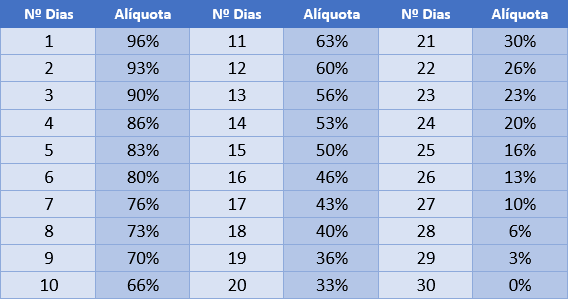 Nº Dias Alíquota Nº Dias Alíquota Nº Dias Alíquota
1 96% 11 63% 21 30%
2 93% 12 60% 22 26%
3 90% 13 56% 23 23%
4 86% 14 53% 24 20%
5 83% 15 50% 25 16%
6 80% 16 46% 26 13%
7 76% 17 43% 27 10%
8 73% 18 40% 28 6%
9 70% 19 36% 29 3%
10 66% 20 33% 30 0%